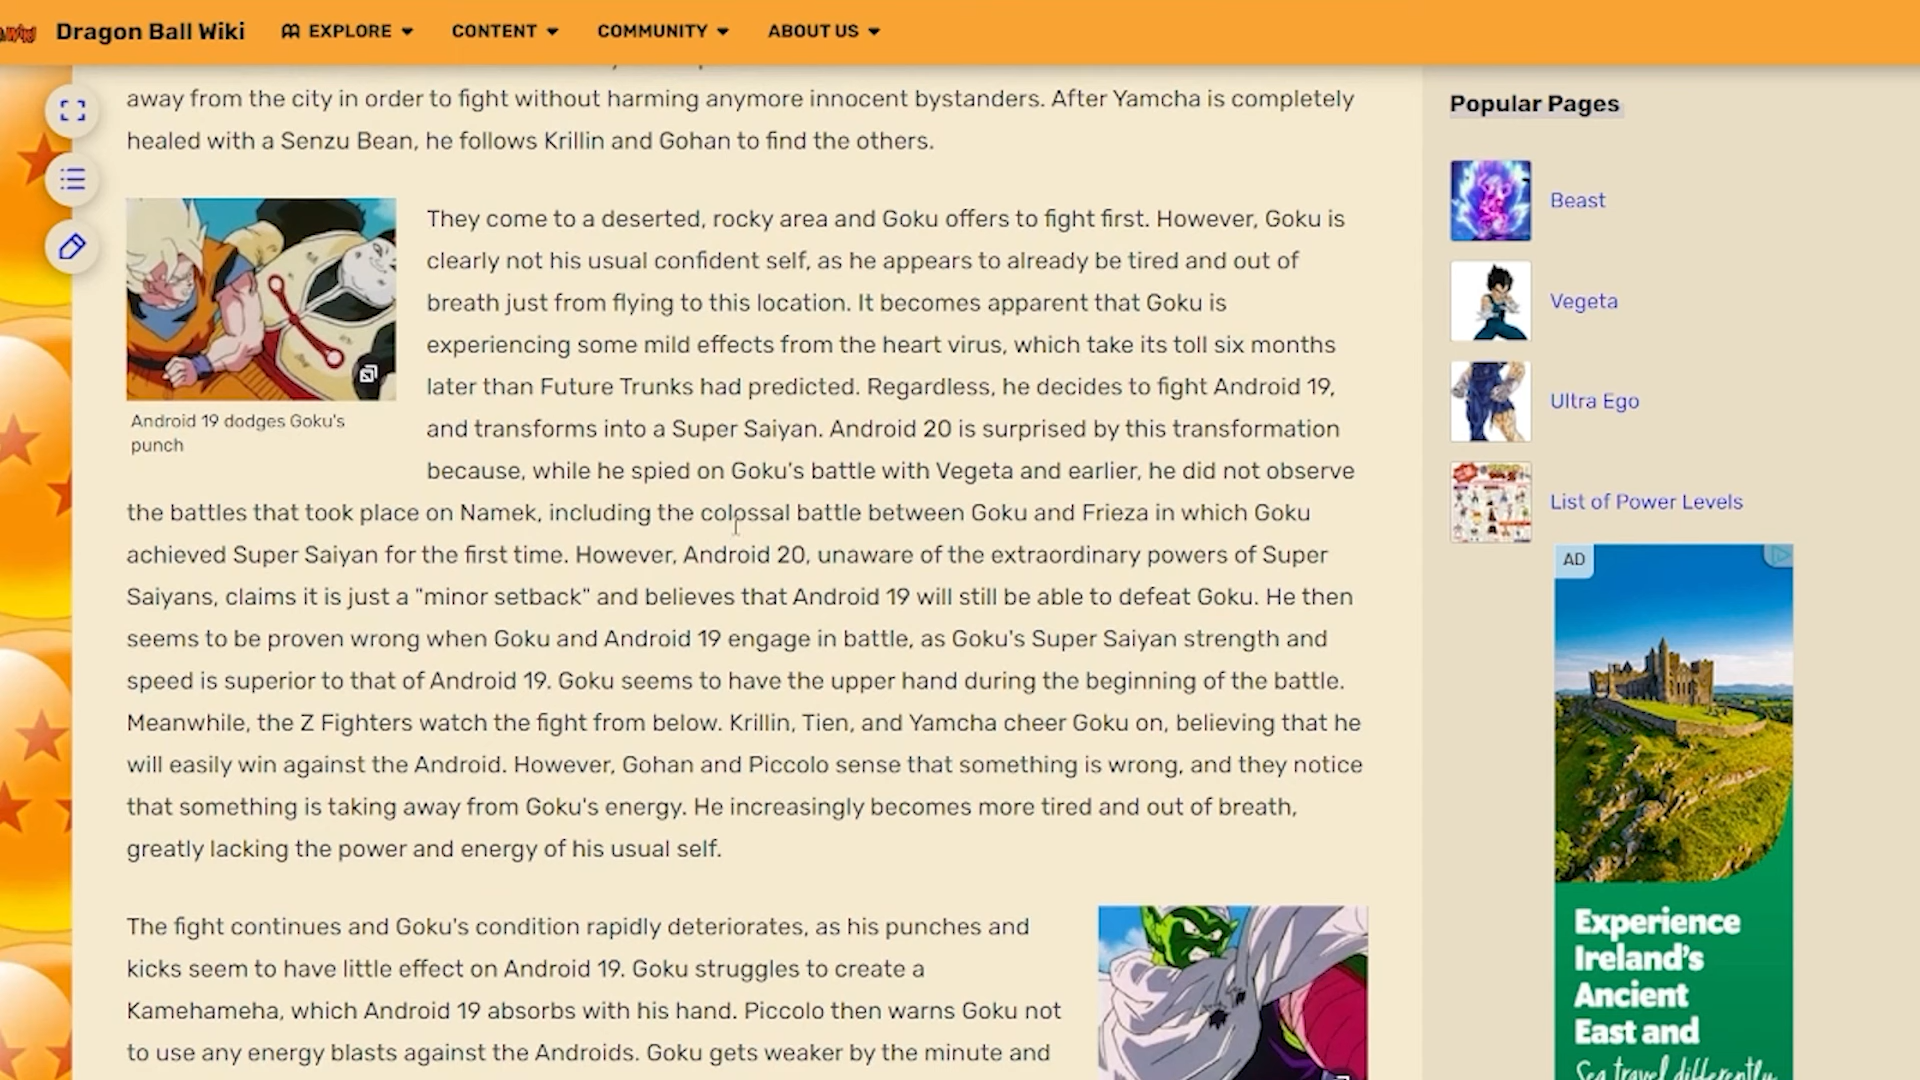 Dragon Ball Wiki
EXPLORE
CONTENT
COMMUNITY
ABOUT US
away from the city in order to fight without harming anymore innocent bystanders. After Yamcha is completely
healed with a Senzu Bean, he follows Krillin and Gohan to find the others.
Android 19 dodges Goku's
punch
They come to a deserted, rocky area and Goku offers to fight first. However, Goku is
clearly not his usual confident self, as he appears to already be tired and out of
breath just from flying to this location. It becomes apparent that Goku is
experiencing some mild effects from the heart virus, which take its toll six months
later than Future Trunks had predicted. Regardless, he decides to fight Android 19,
and transforms into a Super Saiyan. Android 20 is surprised by this transformation
because, while he spied on Goku's battle with Vegeta and earlier, he did not observe
the battles that took place on Namek, including the colossal battle between Goku and Frieza in which Goku
achieved Super Saiyan for the first time. However, Android 20, unaware of the extraordinary powers of Super
Saiyans, claims it is just a "minor setback" and believes that Android 19 will still be able to defeat Goku. He then
seems to be proven wrong when Goku and Android 19 engage in battle, as Goku's Super Saiyan strength and
speed is superior to that of Android 19. Goku seems to have the upper hand during the beginning of the battle.
Meanwhile, the Z Fighters watch the fight from below. Krillin, Tien, and Yamcha cheer Goku on, believing that he
will easily win against the Android. However, Gohan and Piccolo sense that something is wrong, and they notice
that something is taking away from Goku's energy. He increasingly becomes more tired and out of breath,
greatly lacking the power and energy of his usual self.
The fight continues and Goku's condition rapidly deteriorates, as his punches and
kicks seem to have little effect on Android 19. Goku struggles to create a
Kamehameha, which Android 19 absorbs with his hand. Piccolo then warns Goku not
to use any energy blasts against the Androids. Goku gets weaker by the minute and
Popular Pages
Beast
Vegeta
Ultra Ego
List of Power Levels
AD
Experience
Ireland's
Ancient
East and
Sea travel differently